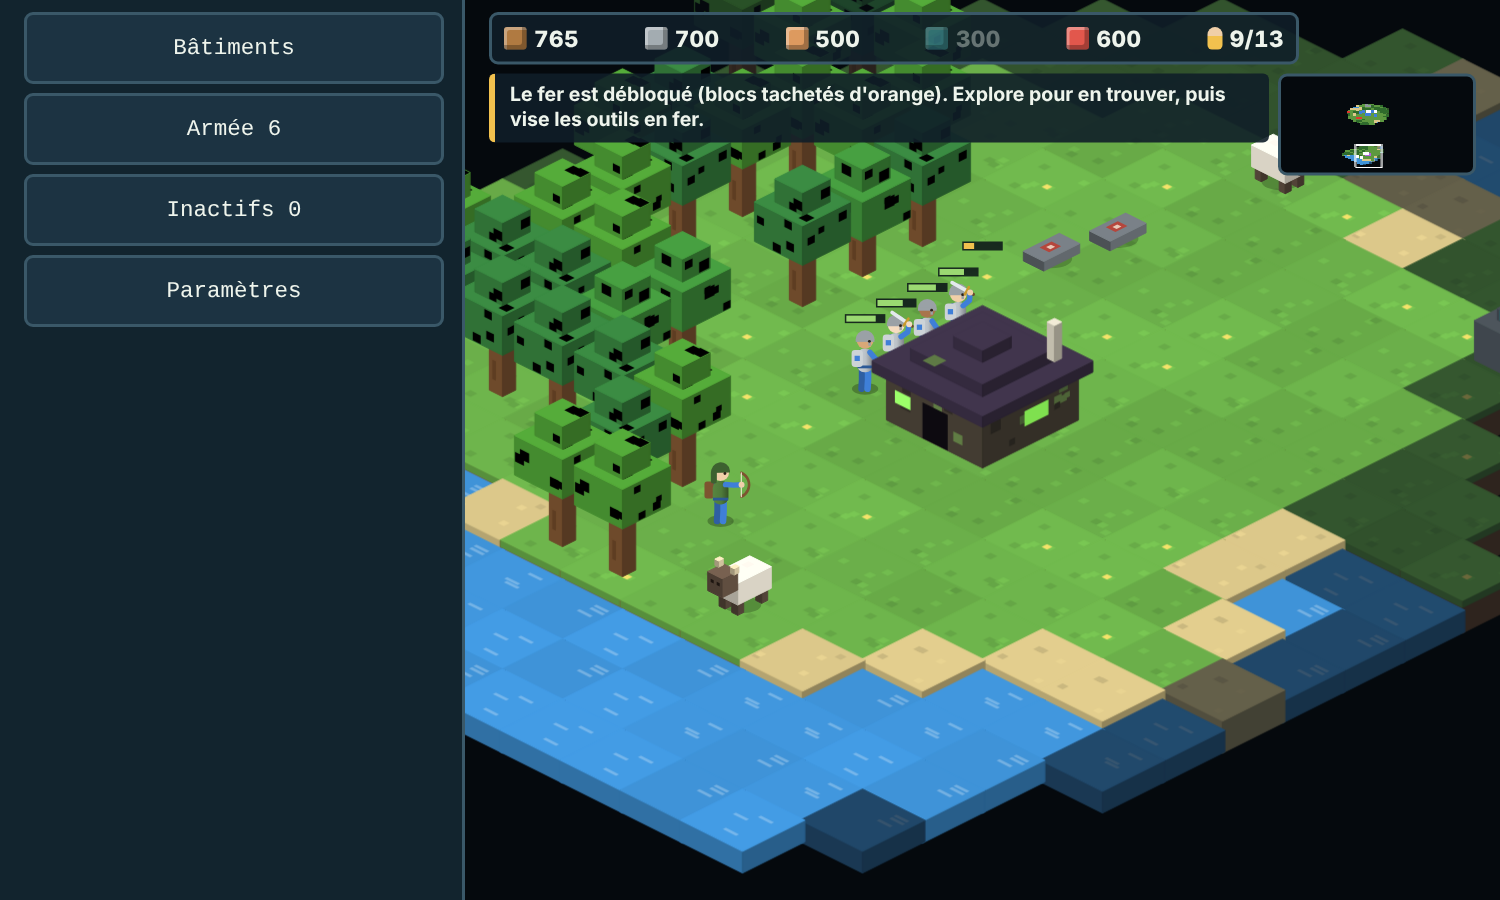 Bâtiments
Armée 6
Inactifs 0
Paramètres
765 700 500 300 600 9/13
Le fer est débloqué (blocs tachetés d'orange). Explore pour en trouver, puis
vise les outils en fer.